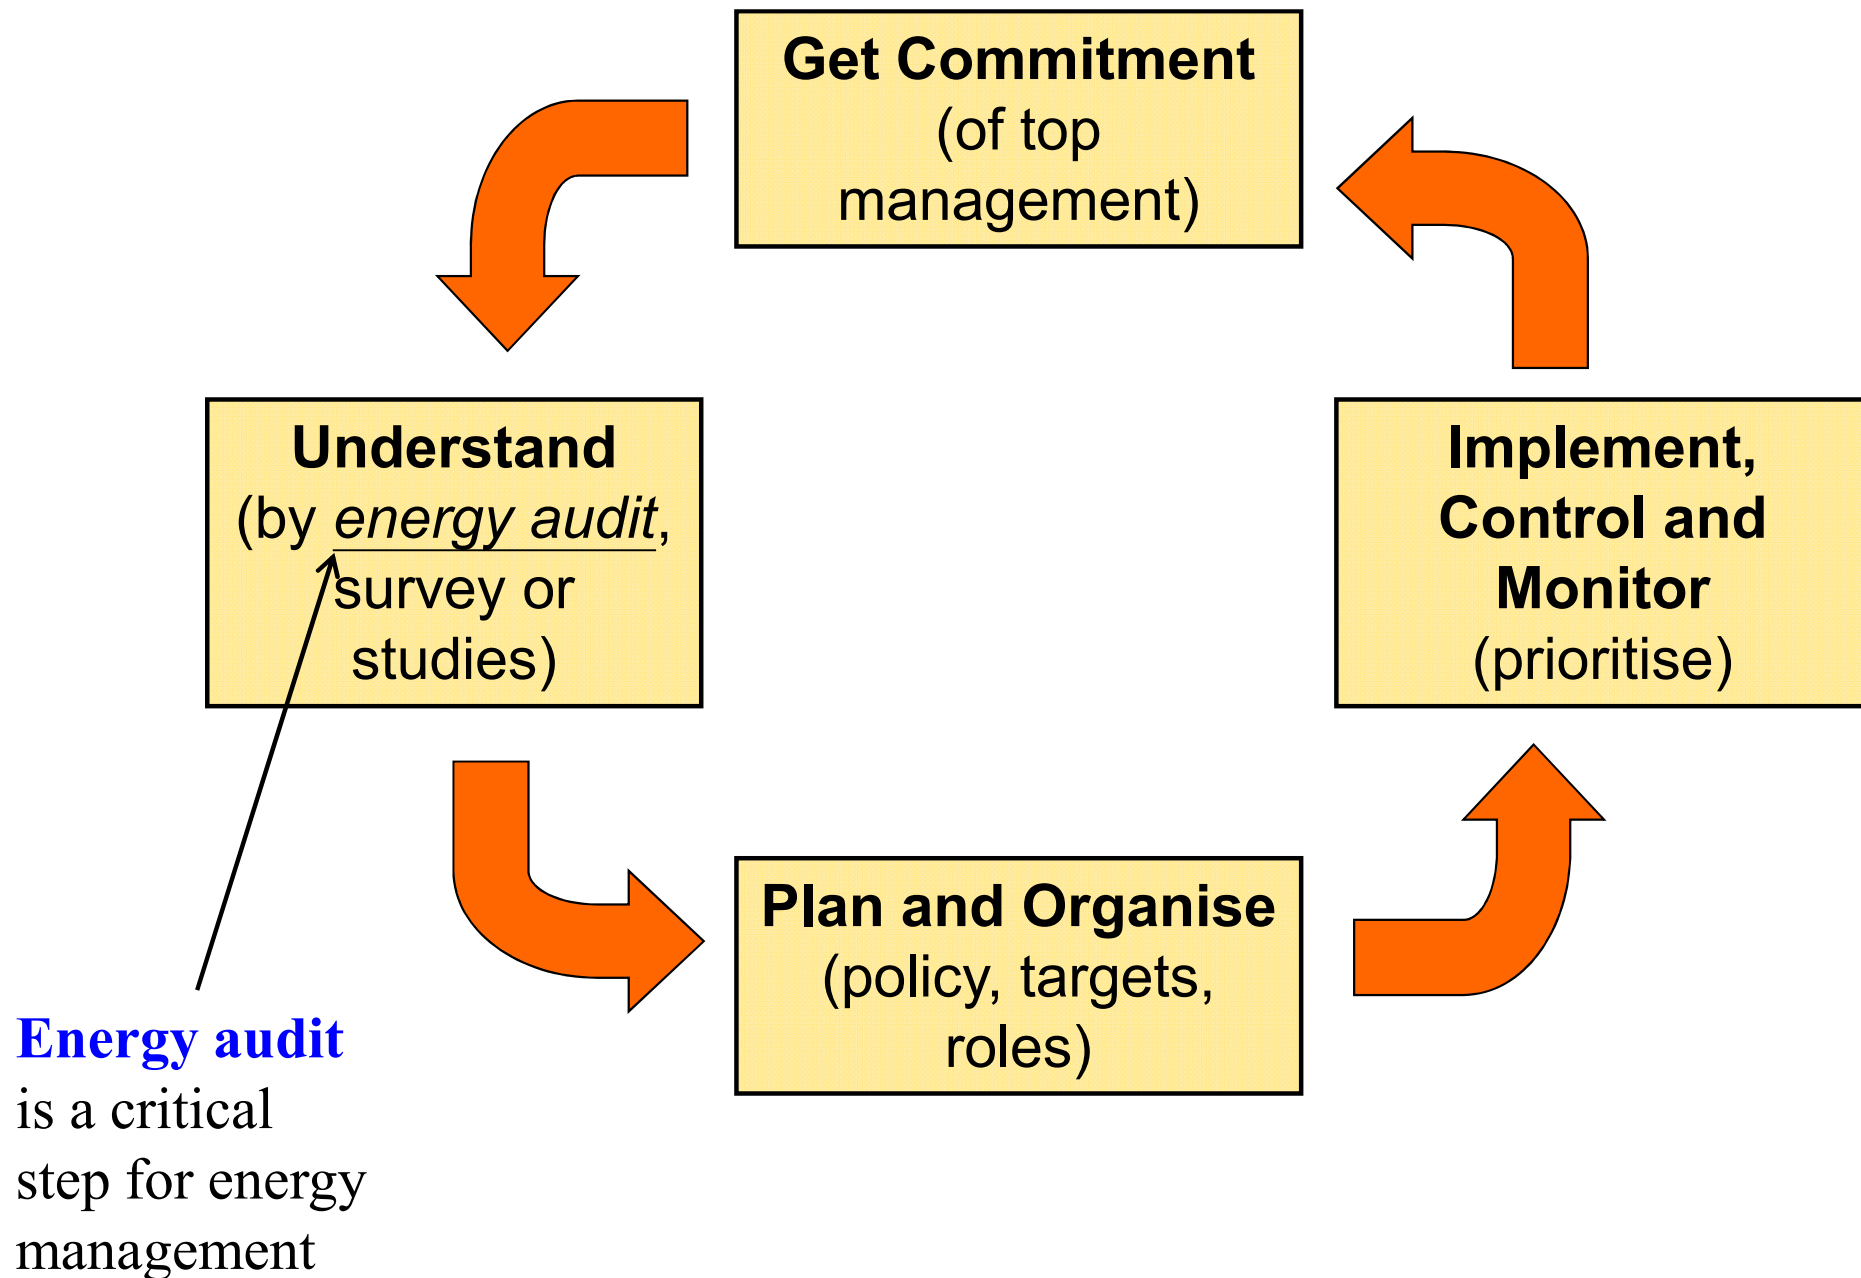 Get Commitment
(of top
management)
Understand
(by energy audit,
survey or
studies)
Implement,
Control and
Monitor
(prioritise)
Plan and Organise
(policy, targets,
roles)
Energy audit
is a critical
step for energy
management